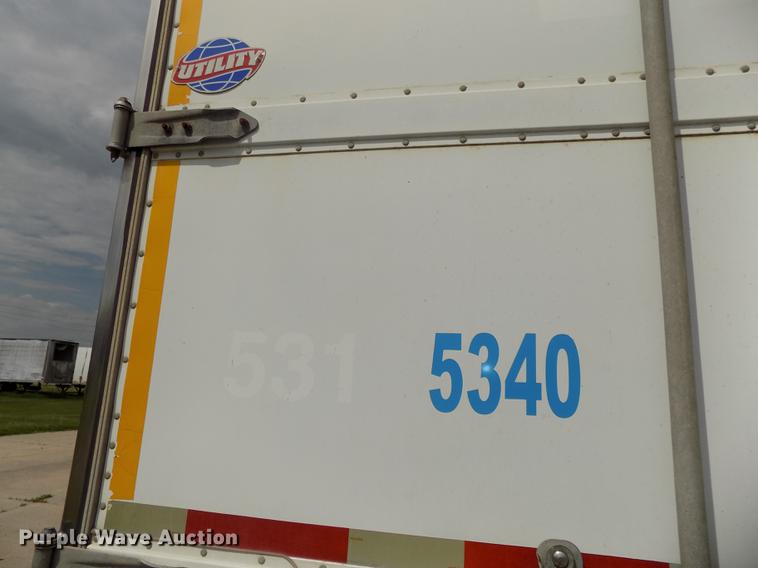 UTILITY
531 5340
Purple Wave Auction